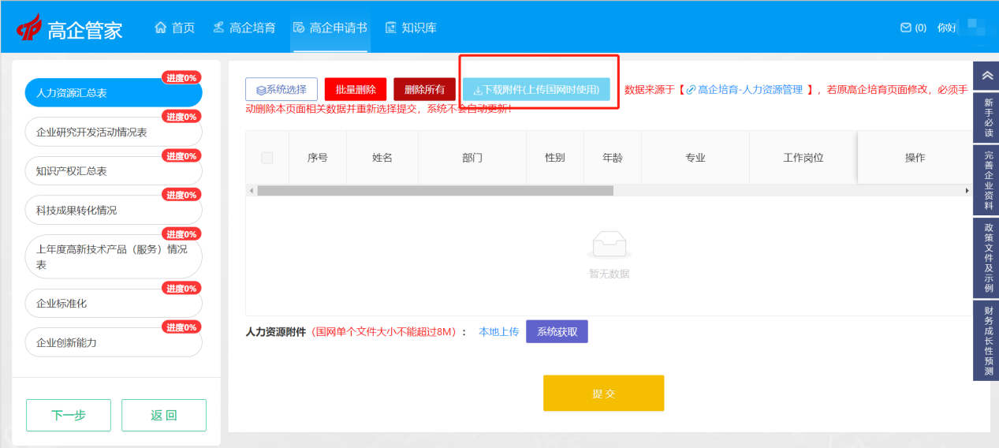 高企管家
首页
高企培育
高企申请书
知识库
(0)
你好
进度0%
人力资源汇总表
进度0%
企业研究开发活动情况表
进度0%
知识产权汇总表
进度0%
科技成果转化情况
进度0%
上年度高新技术产品（服务）情况
表
进度0%
企业标准化
进度0%
企业创新能力
下一步
返 回
系统选择
批量删除
删除所有
下载附件(上传国网时使用)
数据来源于【 高企培育-人力资源管理 】，若原高企培育页面修改，必须手
动删除本页面相关数据并重新选择提交，系统不会自动更新！
序号
姓名
部门
性别
年龄
专业
工作岗位
操作
暂无数据
人力资源附件（国网单个文件大小不能超过8M）：
本地上传
系统获取
提 交
新手必读
完善企业资料
政策文件及示例
财务成长性预测